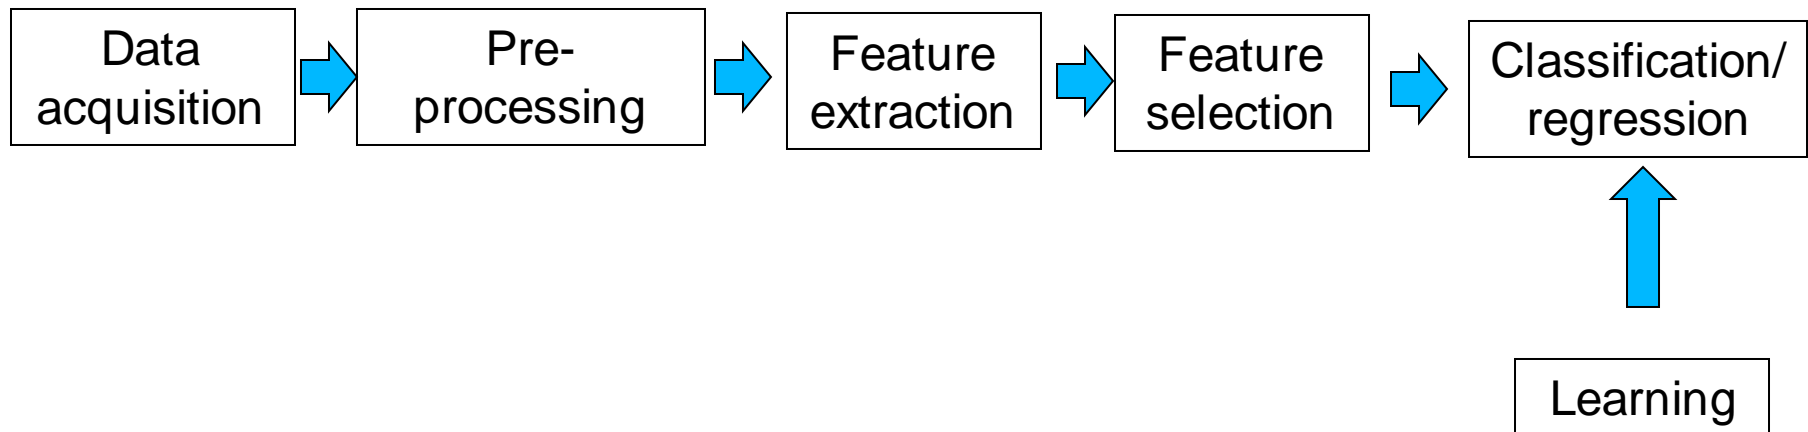 Data
acquisition
Pre-
processing
Feature
extraction
Feature
selection
Classification/
regression
Learning